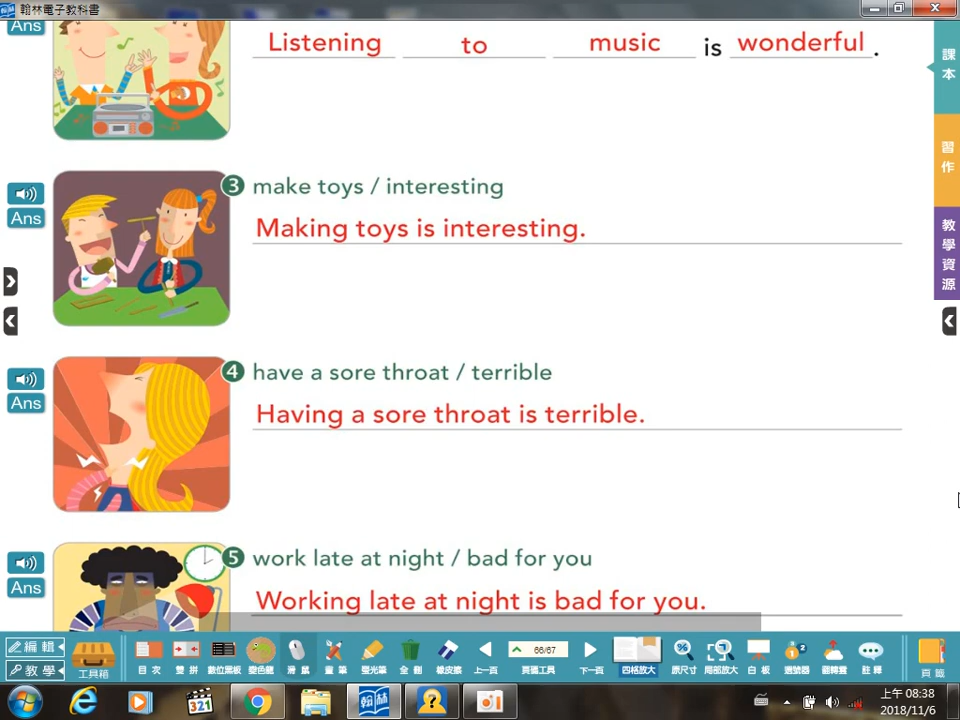 翰林電子教科書
Ans
Listening to music is wonderful .
課本
習作
教學資源
3 make toys / interesting
Ans
Making toys is interesting.
4 have a sore throat / terrible
Ans
Having a sore throat is terrible.
5 work late at night / bad for you
Ans
Working late at night is bad for you.
編輯
教學
工具箱
目次
雙拼
數位黑板
變色龍
滑鼠
畫筆
螢光筆
全刪
橡皮擦
上一頁
66/67
頁碼工具
下一頁
四格放大
原尺寸
局部放大
白板
選號器
翻轉雲
註釋
頁籤
321
翰林
上午 08:38
2018/11/6